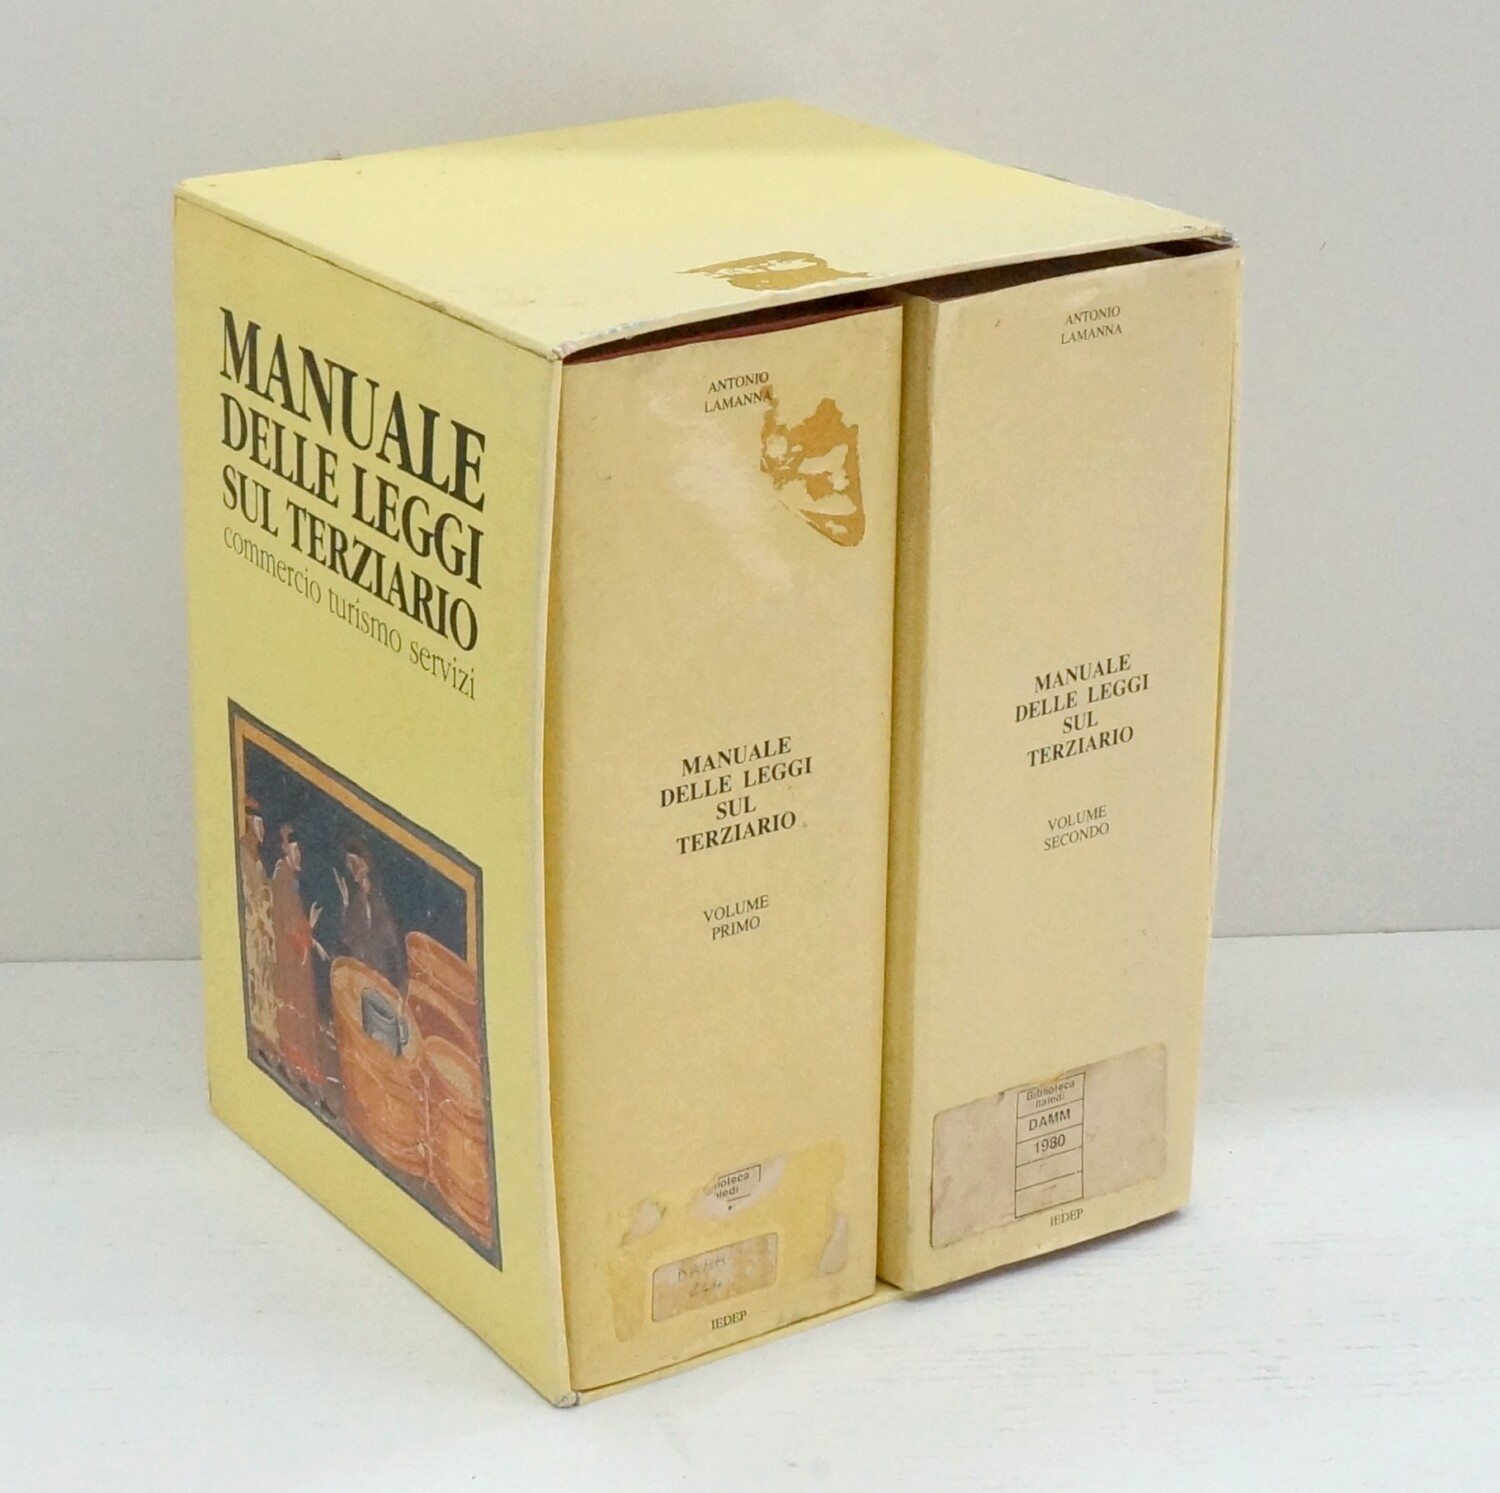 MANUALE
DELLE LEGGI
SUL TERZIARIO
commercio turismo servizi
ANTONIO
LAMANNA
MANUALE
DELLE LEGGI
SUL
TERZIARIO
VOLUME
PRIMO
DAMM
IEDEP
ANTONIO
LAMANNA
MANUALE
DELLE LEGGI
SUL
TERZIARIO
VOLUME
SECONDO
Biblioteca
DAMM
1980
IEDEP